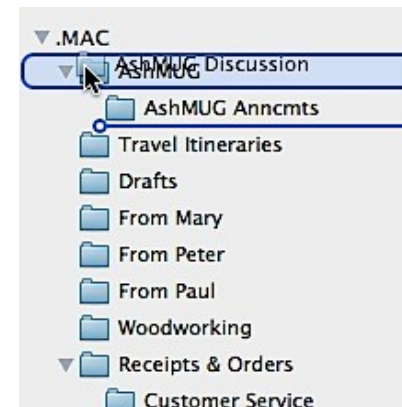 .MAC
AshMUG Discussion
AshMUG
AshMUG Anncmts
Travel Itineraries
Drafts
From Mary
From Peter
From Paul
Woodworking
Receipts & Orders
Customer Service